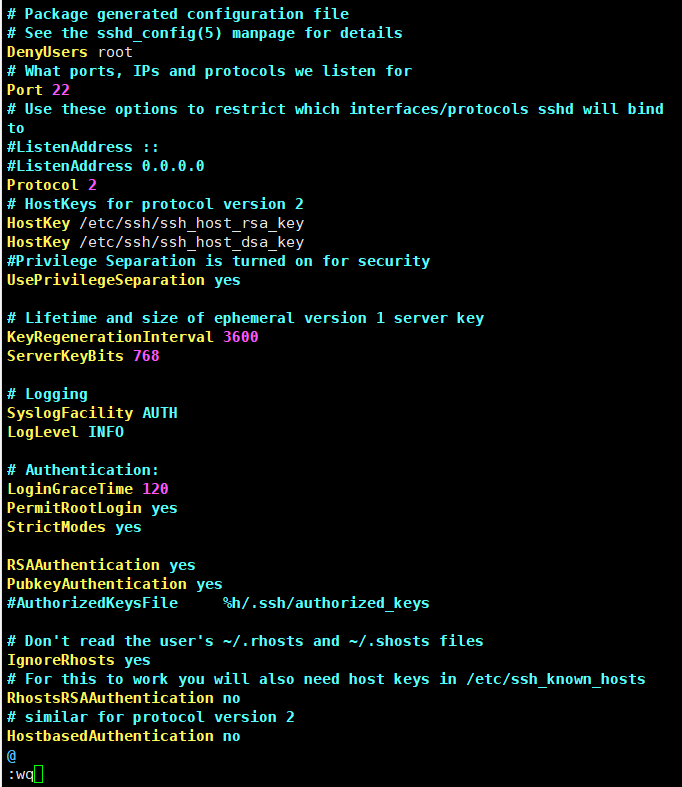 # Package generated configuration file
# See the sshd_config(5) manpage for details
DenyUsers root
# What ports, IPs and protocols we listen for
Port 22
# Use these options to restrict which interfaces/protocols sshd will bind
to
#ListenAddress ::
#ListenAddress 0.0.0.0
Protocol 2
# HostKeys for protocol version 2
HostKey /etc/ssh/ssh_host_rsa_key
HostKey /etc/ssh/ssh_host_dsa_key
#Privilege Separation is turned on for security
UsePrivilegeSeparation yes
# Lifetime and size of ephemeral version 1 server key
KeyRegenerationInterval 3600
ServerKeyBits 768
# Logging
SyslogFacility AUTH
LogLevel INFO
# Authentication:
LoginGraceTime 120
PermitRootLogin yes
StrictModes yes
RSAAuthentication yes
PubkeyAuthentication yes
#AuthorizedKeysFile     %h/.ssh/authorized_keys
# Don't read the user's ~/.rhosts and ~/.shosts files
IgnoreRhosts yes
# For this to work you will also need host keys in /etc/ssh_known_hosts
RhostsRSAAuthentication no
# similar for protocol version 2
HostbasedAuthentication no
@
:wq